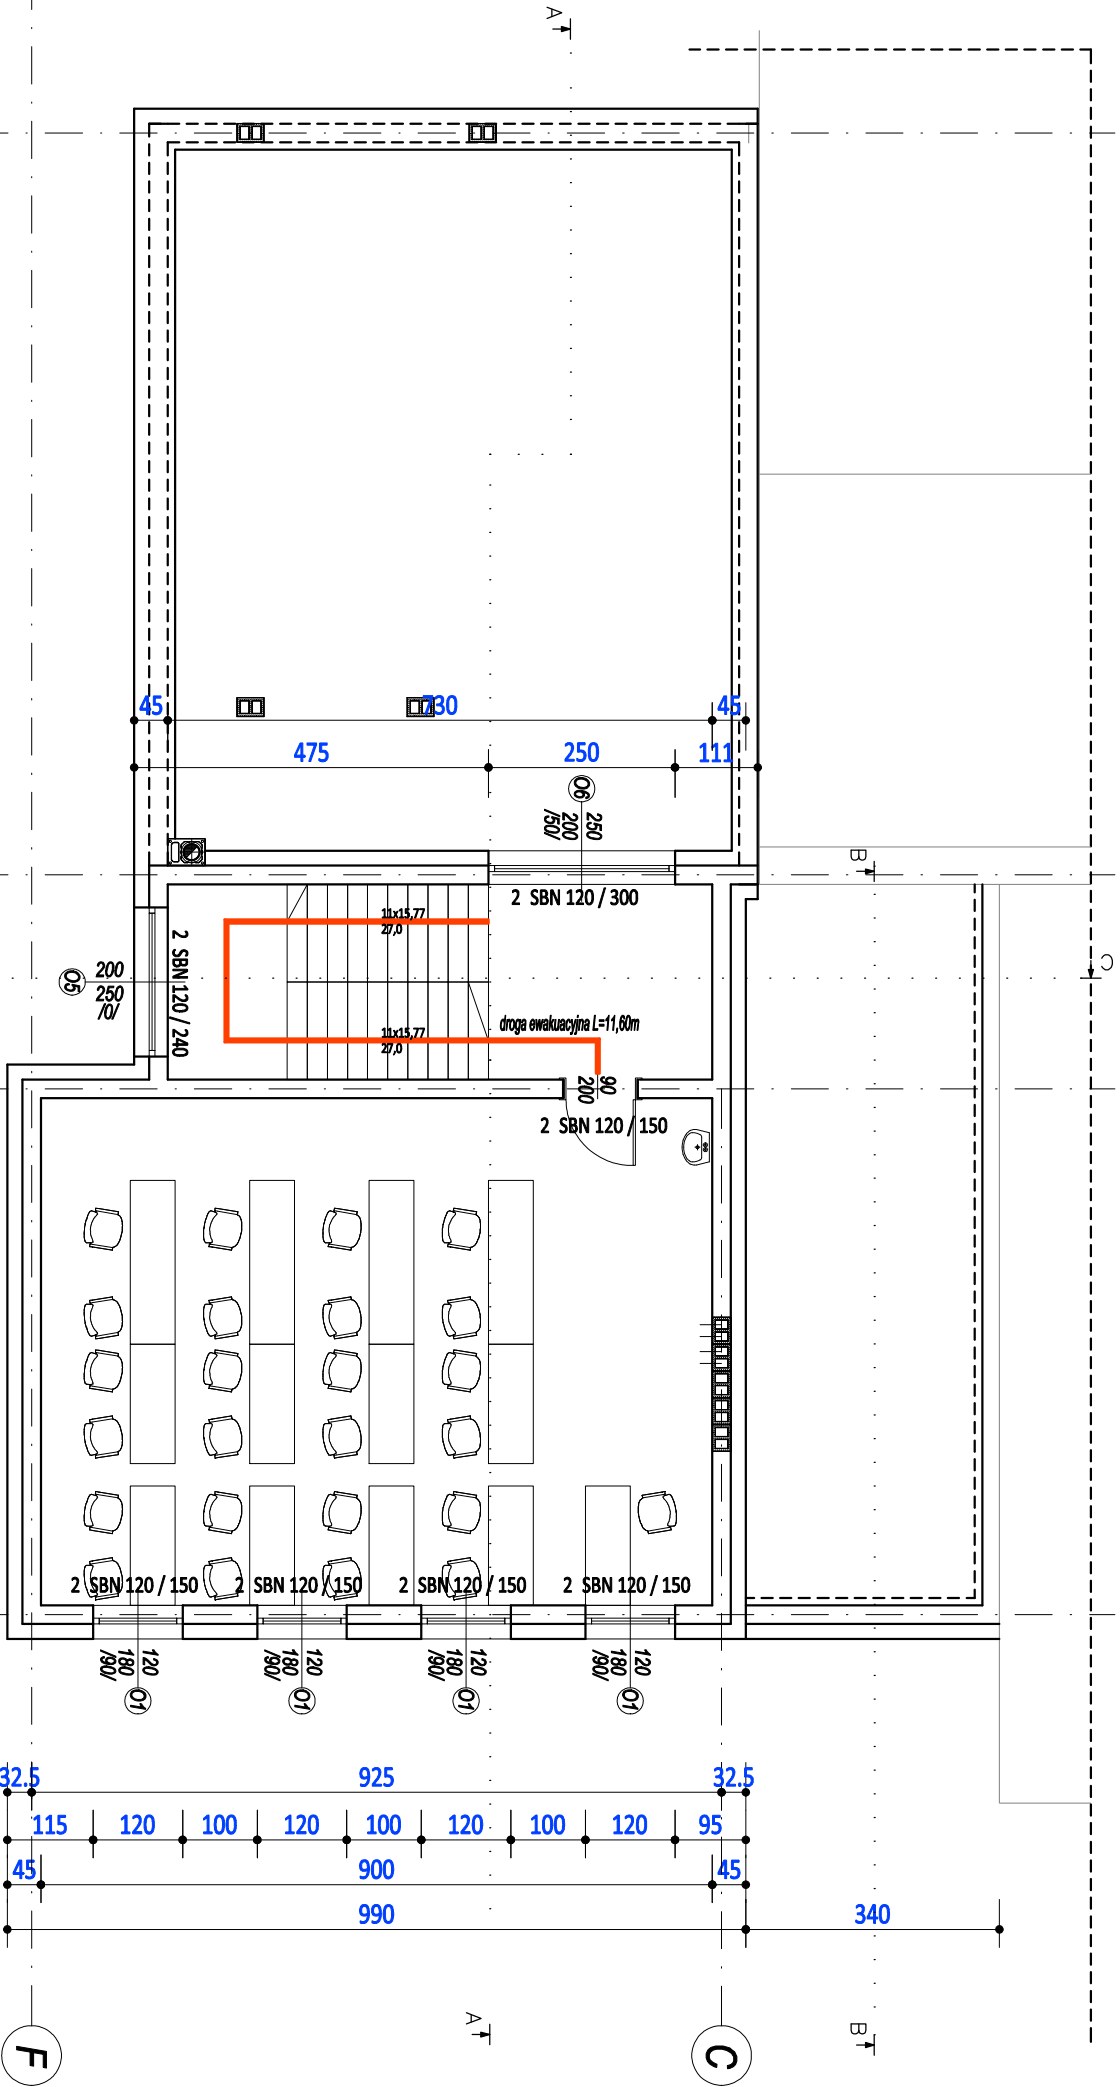 A
45
730
45
475
250
111
O6
250
200
/50/
B
2 SBN 120 / 300
11x15,77
27,0
C
2 SBN 120 / 240
O5
200
250
/0/
droga ewakuacyjna L=11,60m
11x15,77
27,0
90
200
2 SBN 120 / 150
2 SBN 120 / 150
2 SBN 120 / 150
2 SBN 120 / 150
2 SBN 120 / 150
120
180
/90/
O1
120
180
/90/
O1
120
180
/90/
O1
120
180
/90/
O1
32.5
925
32.5
115
120
100
120
100
120
100
120
95
45
900
45
990
340
A
B
F
C